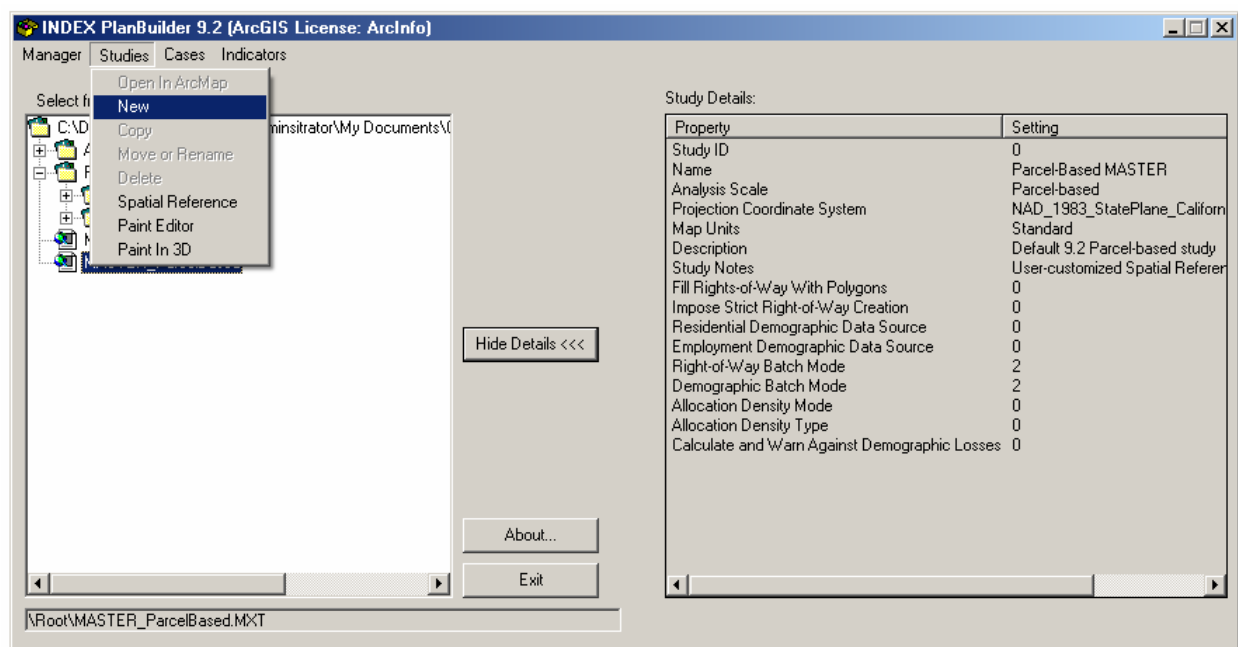 INDEX PlanBuilder 9.2 (ArcGIS License: ArcInfo)
Manager Studies Cases Indicators
Open In ArcMap
New
Copy
Move or Rename
Delete
Spatial Reference
Paint Editor
Paint In 3D
Select
C:\D minsitrator\My Documents\
Hide Details <<<
About...
Exit
\Root\MASTER_ParcelBased.MXT
Study Details:
Property Setting
Study ID 0
Name Parcel-Based MASTER
Analysis Scale Parcel-based
Projection Coordinate System NAD_1983_StatePlane_Californ
Map Units Standard
Description Default 9.2 Parcel-based study
Study Notes User-customized Spatial Referer
Fill Rights-of-Way With Polygons 0
Impose Strict Right-of-Way Creation 0
Residential Demographic Data Source 0
Employment Demographic Data Source 0
Right-of-Way Batch Mode 2
Demographic Batch Mode 2
Allocation Density Mode 0
Allocation Density Type 0
Calculate and Warn Against Demographic Losses 0